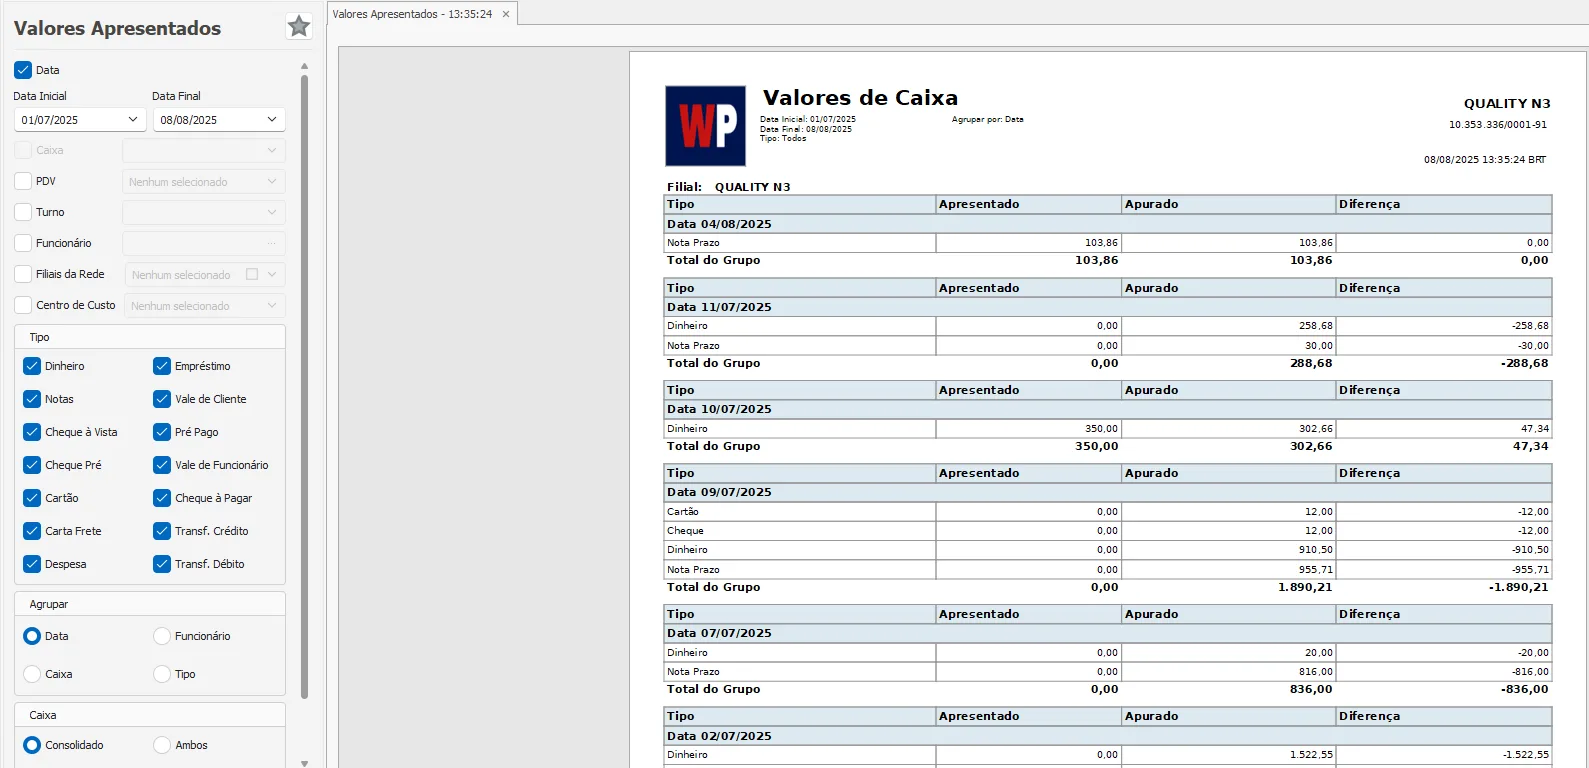 Valores Apresentados
Data
Data Inicial Data Final
01/07/2025 08/08/2025
Caixa
PDV Nenhum selecionado
Turno
Funcionário ...
Filiais da Rede Nenhum selecionado
Centro de Custo Nenhum selecionado
Tipo
Dinheiro Empréstimo
Notas Vale de Cliente
Cheque à Vista Pré Pago
Cheque Pré Vale de Funcionário
Cartão Cheque à Pagar
Carta Frete Transf. Crédito
Despesa Transf. Débito
Agrupar
Data Funcionário
Caixa Tipo
Caixa
Consolidado Ambos
Valores Apresentados - 13:35:24 ×
WP
Valores de Caixa
Data Inicial: 01/07/2025 Agrupar por: Data
Data Final: 08/08/2025
Tipo: Todos
QUALITY N3
10.353.336/0001-91
08/08/2025 13:35:24 BRT
Filial: QUALITY N3
Tipo Apresentado Apurado Diferença
Data 04/08/2025
Nota Prazo 103,86 103,86 0,00
Total do Grupo 103,86 103,86 0,00
Tipo Apresentado Apurado Diferença
Data 11/07/2025
Dinheiro 0,00 258,68 -258,68
Nota Prazo 0,00 30,00 -30,00
Total do Grupo 0,00 288,68 -288,68
Tipo Apresentado Apurado Diferença
Data 10/07/2025
Dinheiro 350,00 302,66 47,34
Total do Grupo 350,00 302,66 47,34
Tipo Apresentado Apurado Diferença
Data 09/07/2025
Cartão 0,00 12,00 -12,00
Cheque 0,00 12,00 -12,00
Dinheiro 0,00 910,50 -910,50
Nota Prazo 0,00 955,71 -955,71
Total do Grupo 0,00 1.890,21 -1.890,21
Tipo Apresentado Apurado Diferença
Data 07/07/2025
Dinheiro 0,00 20,00 -20,00
Nota Prazo 0,00 816,00 -816,00
Total do Grupo 0,00 836,00 -836,00
Tipo Apresentado Apurado Diferença
Data 02/07/2025
Dinheiro 0,00 1.522,55 -1.522,55